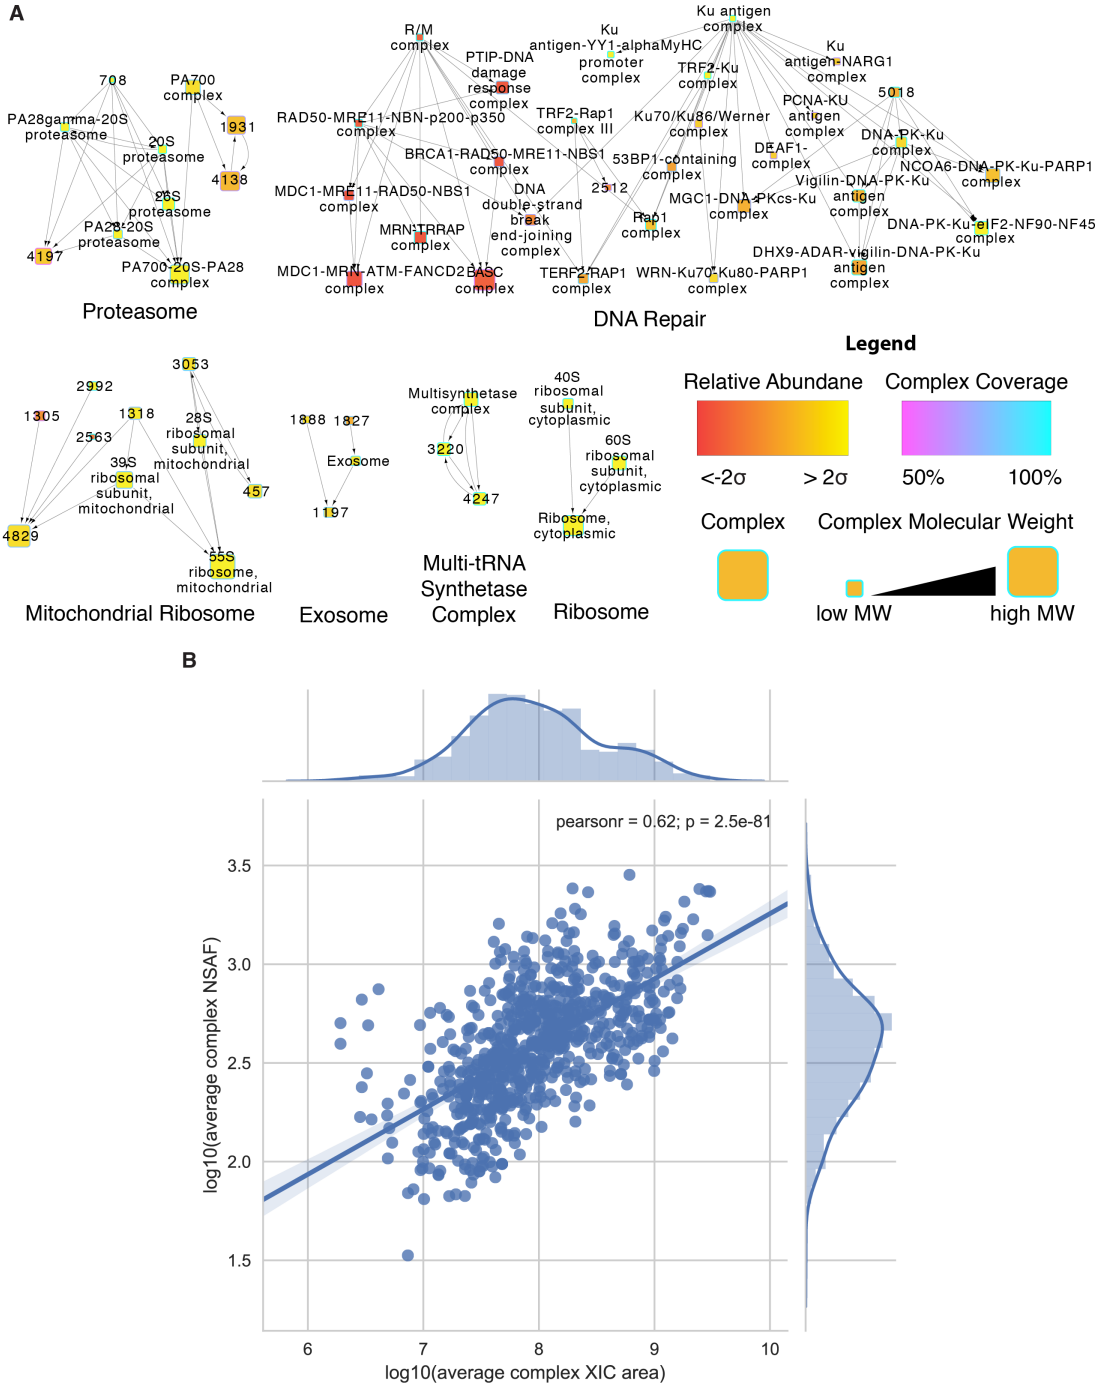 A
708
PA700
complex
PA28gamma-20S
proteasome
1931
20S
proteasome
4138
26S
proteasome
PA28-20S
proteasome
4197
PA700-20S-PA28
complex
Proteasome
R/M
complex
PTIP-DNA
damage
response
complex
Ku
antigen-YY1-alphaMyHC
promoter
complex
Ku antigen
complex
TRF2-Ku
complex
Ku
antigen-NARG1
complex
5018
RAD50-MRE11-NBN-p200-p350
complex
TRF2-Rap1
complex III
Ku70/Ku86/Werner
complex
PCNA-KU
antigen
complex
DNA-PK-Ku
complex
BRCA1-RAD50-MRE11-NBS1
complex
53BP1-containing
complex
DEAF1-
complex
NCOA6-DNA-PK-Ku-PARP1
complex
MDC1-MRE11-RAD50-NBS1
complex
DNA
double-strand
break
end-joining
complex
2512
MGC1-DNA-PKcs-Ku
complex
Vigilin-DNA-PK-Ku
antigen
complex
MRN-TRRAP
complex
Rap1
complex
DNA-PK-Ku-eIF2-NF90-NF45
complex
MDC1-MRN-ATM-FANCD2
complex
BASC
complex
TERF2-RAP1
complex
WRN-Ku70-Ku80-PARP1
complex
DHX9-ADAR-vigilin-DNA-PK-Ku
antigen
complex
DNA Repair
3053
2992
1305
1318
2563
28S
ribosomal
subunit,
mitochondrial
39S
ribosomal
subunit,
mitochondrial
457
4829
55S
ribosome,
mitochondrial
Mitochondrial Ribosome
1888
1827
Exosome
1197
Exosome
Multisynthetase
complex
3220
4247
Multi-tRNA
Synthetase
Complex
40S
ribosomal
subunit,
cytoplasmic
60S
ribosomal
subunit,
cytoplasmic
Ribosome,
cytoplasmic
Ribosome
Legend
Relative Abundane
<-2σ
> 2σ
Complex Coverage
50%
100%
Complex
Complex Molecular Weight
low MW
high MW
B
pearsonr = 0.62; p = 2.5e-81
3.5
3.0
2.5
2.0
1.5
log10(average complex NSAF)
6
7
8
9
10
log10(average complex XIC area)